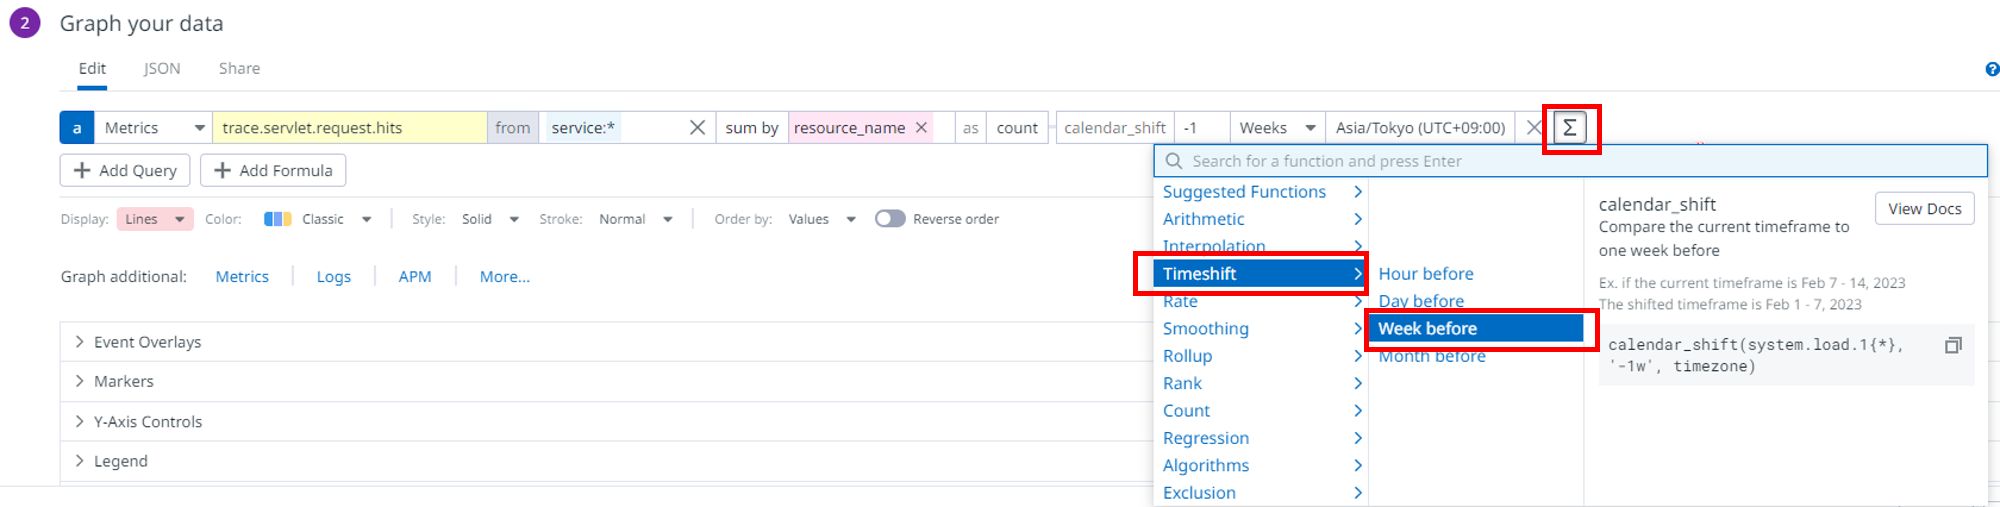 2 Graph your data
Edit JSON Share
?
a Metrics trace.servlet.request.hits from service:* sum by resource_name as count calendar_shift -1 Weeks Asia/Tokyo (UTC+09:00) Σ
Add Query Add Formula
Search for a function and press Enter
Display: Lines Color: Classic Style: Solid Stroke: Normal Order by: Values Reverse order
Graph additional: Metrics Logs APM More...
Event Overlays
Markers
Y-Axis Controls
Legend
Suggested Functions
Arithmetic
Interpolation
Timeshift
Rate
Smoothing
Rollup
Rank
Count
Regression
Algorithms
Exclusion
Hour before
Day before
Week before
Month before
calendar_shift
View Docs
Compare the current timeframe to
one week before
Ex. if the current timeframe is Feb 7 - 14, 2023
The shifted timeframe is Feb 1 - 7, 2023
calendar_shift(system.load.1{*},
'-1w', timezone)